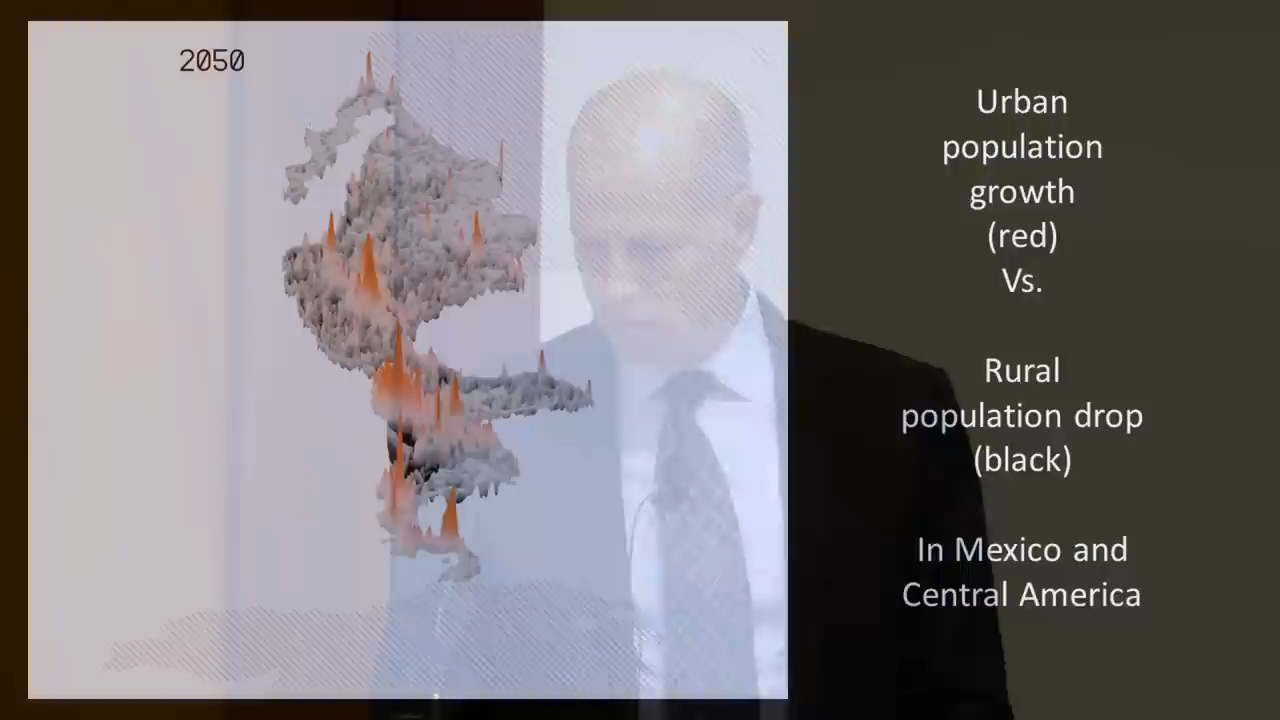 2050
Urban
population
growth
(red)
Vs.
Rural
population drop
(black)
In Mexico and
Central America